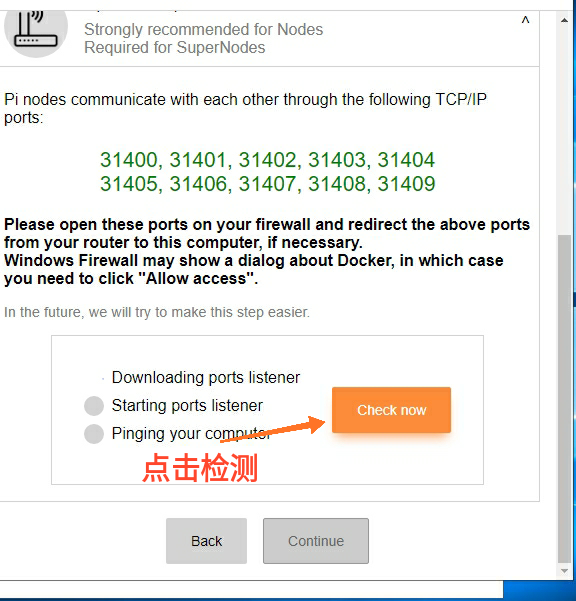 Strongly recommended for Nodes
Required for SuperNodes
Pi nodes communicate with each other through the following TCP/IP
ports:
31400, 31401, 31402, 31403, 31404
31405, 31406, 31407, 31408, 31409
Please open these ports on your firewall and redirect the above ports
from your router to this computer, if necessary.
Windows Firewall may show a dialog about Docker, in which case
you need to click "Allow access".
In the future, we will try to make this step easier.
Downloading ports listener
Starting ports listener
Check now
Pinging your computer
点击检测
Back
Continue